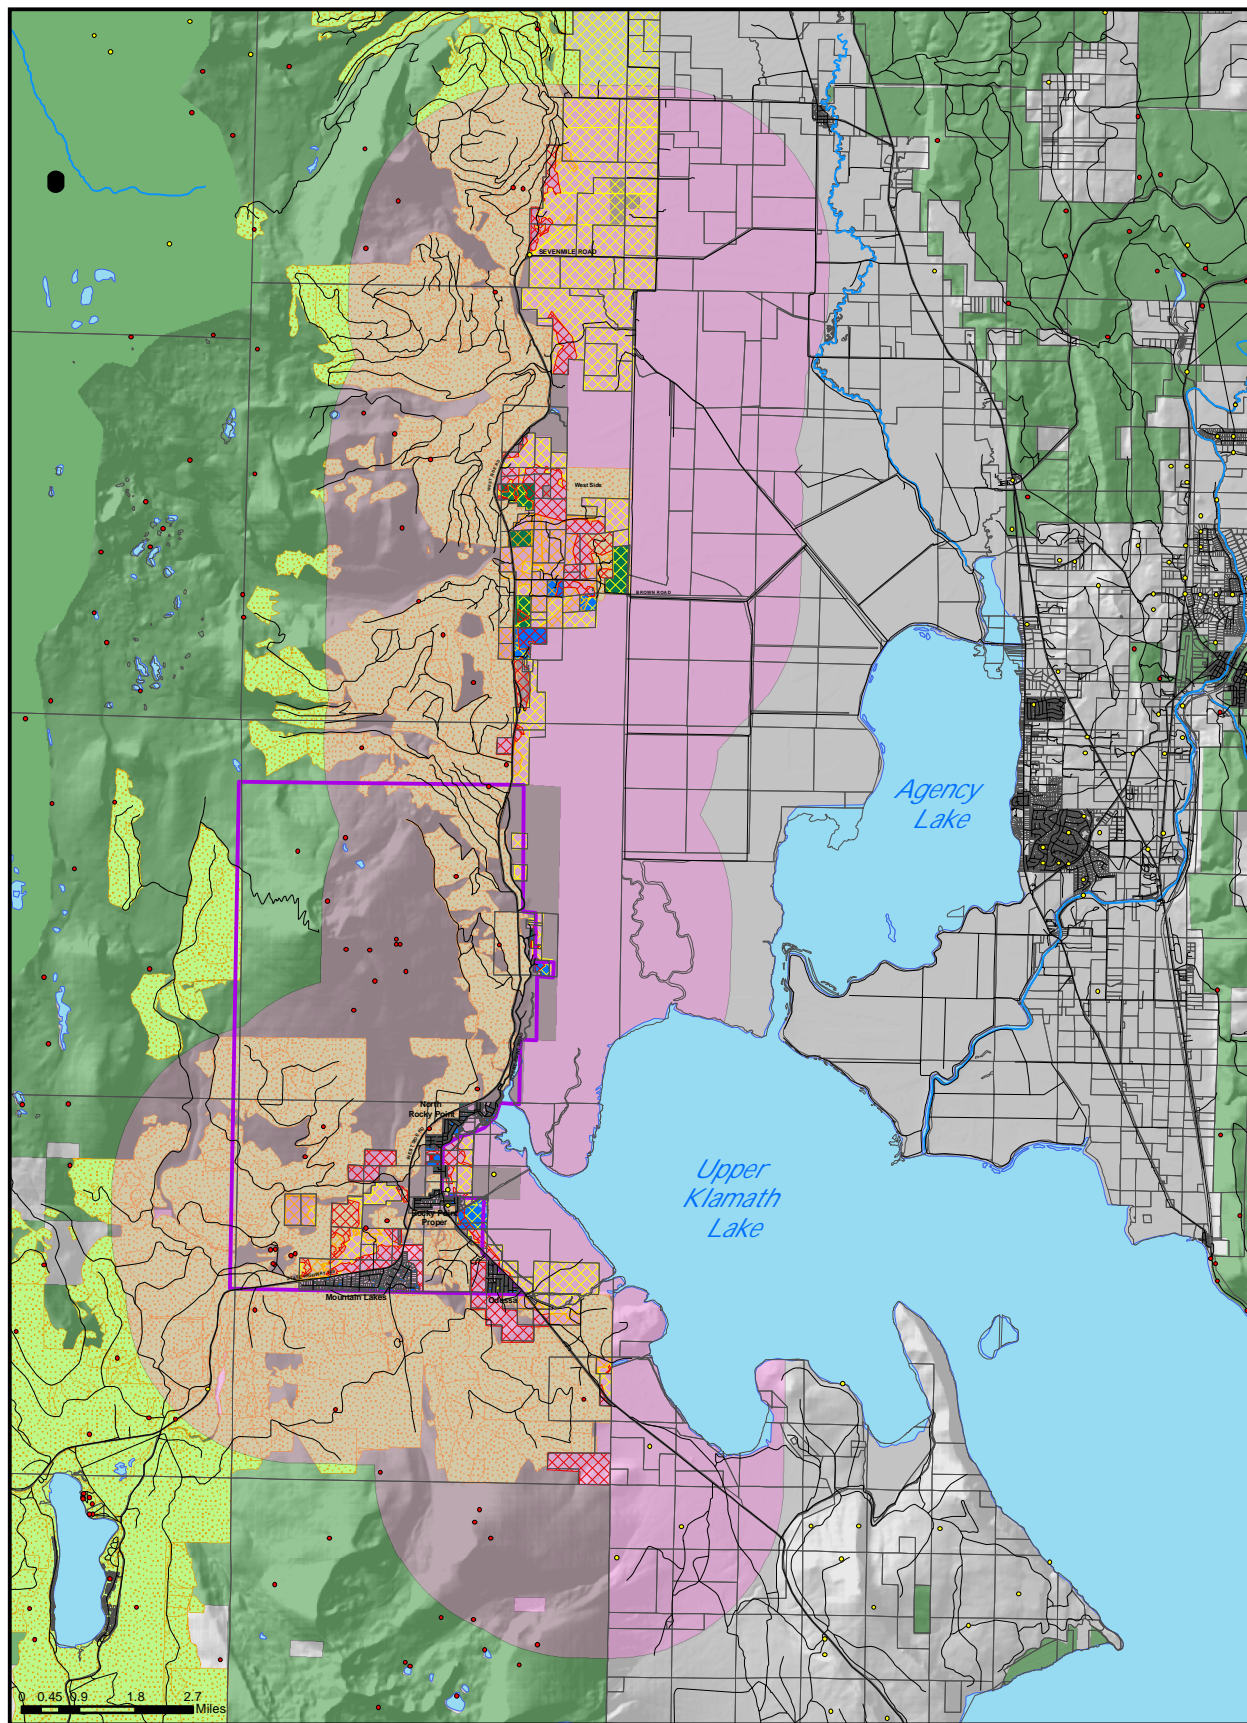 SEVENMILE ROAD
West Side
BROWN ROAD
Agency
Lake
North
Rocky Point
Upper
Klamath
Lake
Rocky Point
Proper
Mountain Lakes
Odessa
0 0.45 0.9 1.8 2.7
Miles